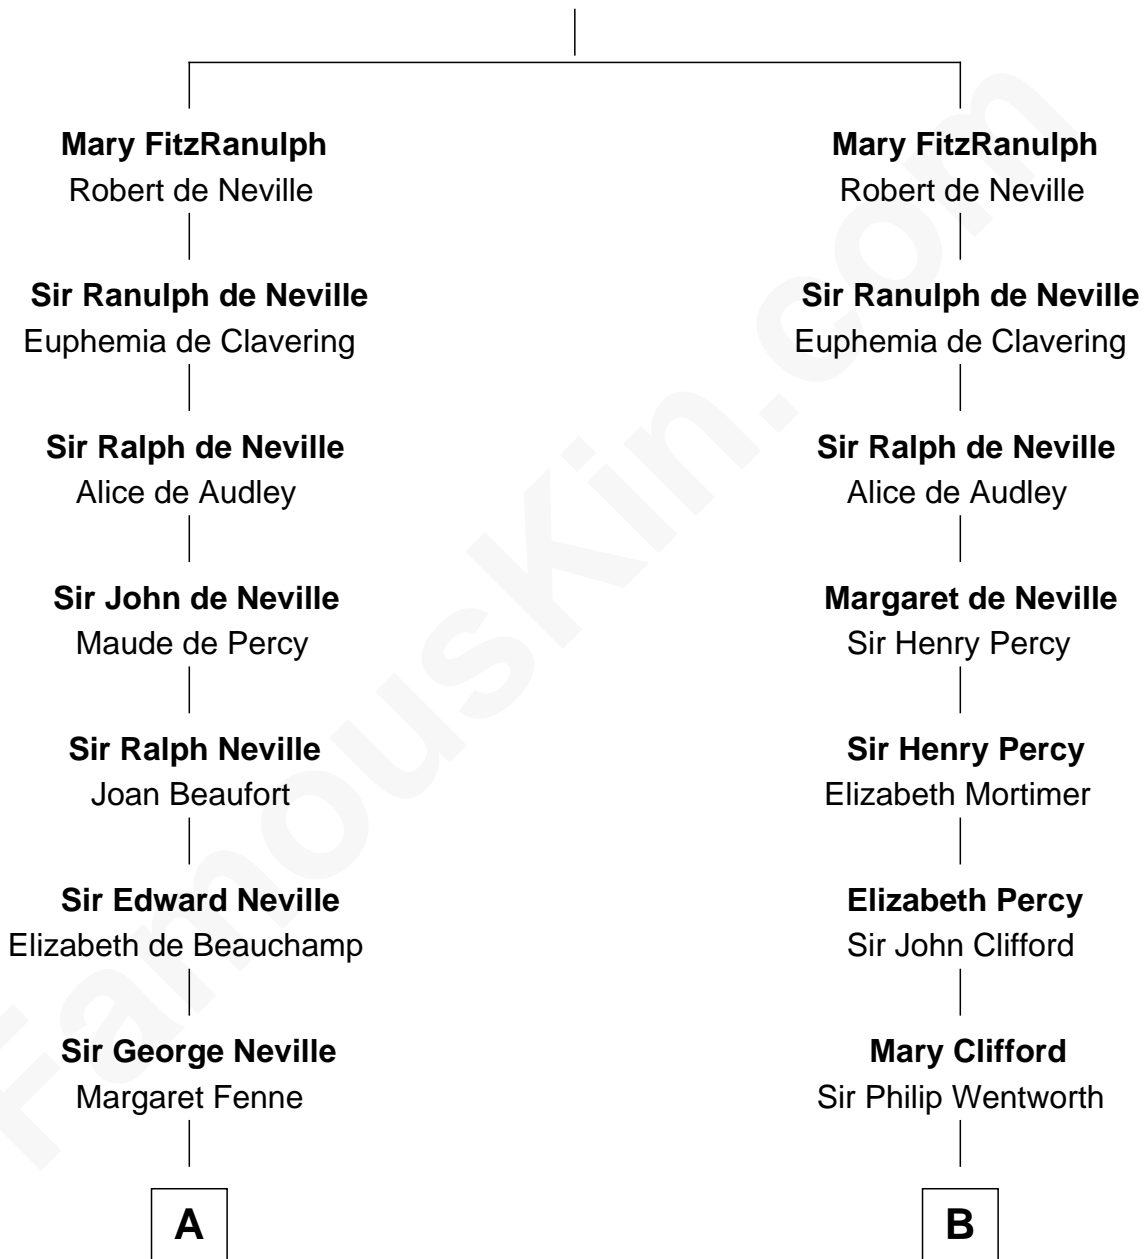 Mary FitzRanulph
Robert de Neville
Sir Ranulph de Neville
Euphemia de Clavering
Sir Ralph de Neville
Alice de Audley
Sir John de Neville
Maude de Percy
Sir Ralph Neville
Joan Beaufort
Sir Edward Neville
Elizabeth de Beauchamp
Sir George Neville
Margaret Fenne
A
Mary FitzRanulph
Robert de Neville
Sir Ranulph de Neville
Euphemia de Clavering
Sir Ralph de Neville
Alice de Audley
Margaret de Neville
Sir Henry Percy
Sir Henry Percy
Elizabeth Mortimer
Elizabeth Percy
Sir John Clifford
Mary Clifford
Sir Philip Wentworth
B
FamousKin.com